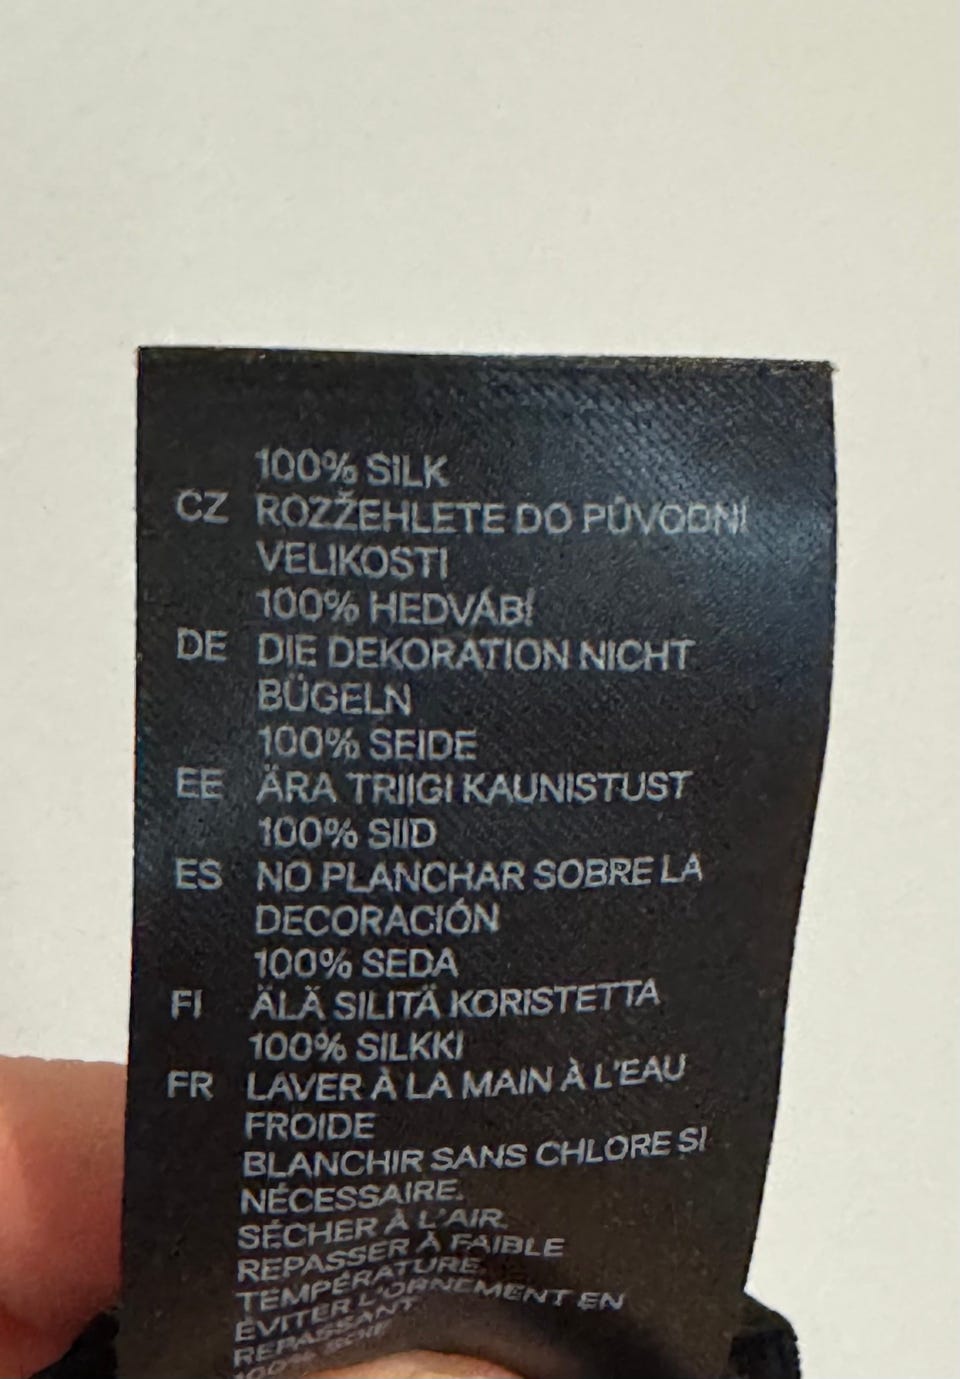 100% SILK
CZ ROZŽEHLETE DO PŮVODNÍ
VELIKOSTI
100% HEDVÁBÍ
DE DIE DEKORATION NICHT
BÜGELN
100% SEIDE
EE ÄRA TRIIGI KAUNISTUST
100% SIID
ES NO PLANCHAR SOBRE LA
DECORACIÓN
100% SEDA
FI ÄLÄ SILITÄ KORISTETTA
100% SILKKI
FR LAVER À LA MAIN À L'EAU
FROIDE
BLANCHIR SANS CHLORE SI
NÉCESSAIRE.
SÉCHER À L'AIR.
REPASSER À FAIBLE
TEMPÉRATURE.
ÉVITER L'ORNEMENT EN
REPASSANT.
100% SOIE